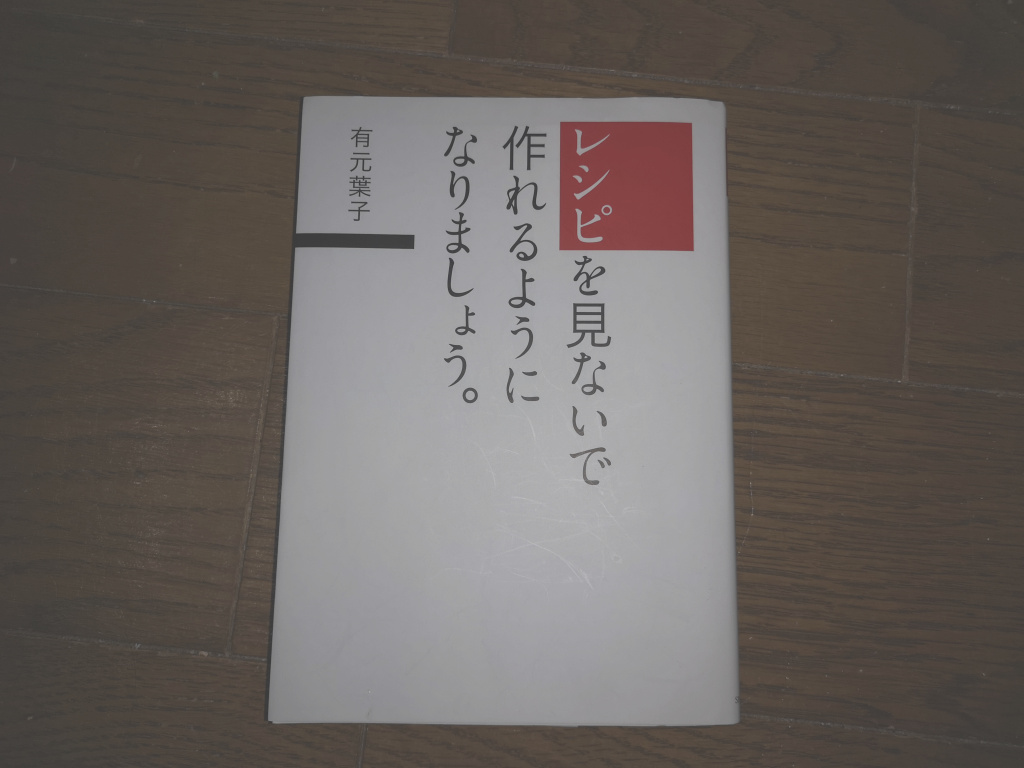 レシピを見ないで
作れるように
なりましょう。
有元葉子